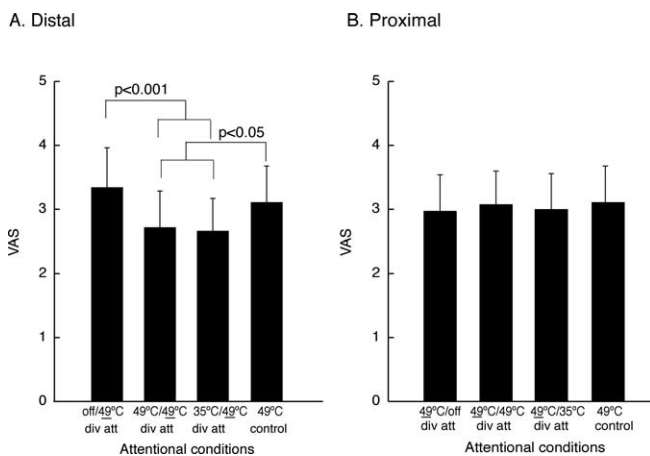 A. Distal
5
4
3
2
1
0
VAS
p<0.001
p<0.05
off/49ºC 49ºC/49ºC 35ºC/49ºC 49ºC
div att div att div att control
Attentional conditions
B. Proximal
5
4
3
2
1
0
VAS
49ºC/off 49ºC/49ºC 49ºC/35ºC 49ºC
div att div att div att control
Attentional conditions